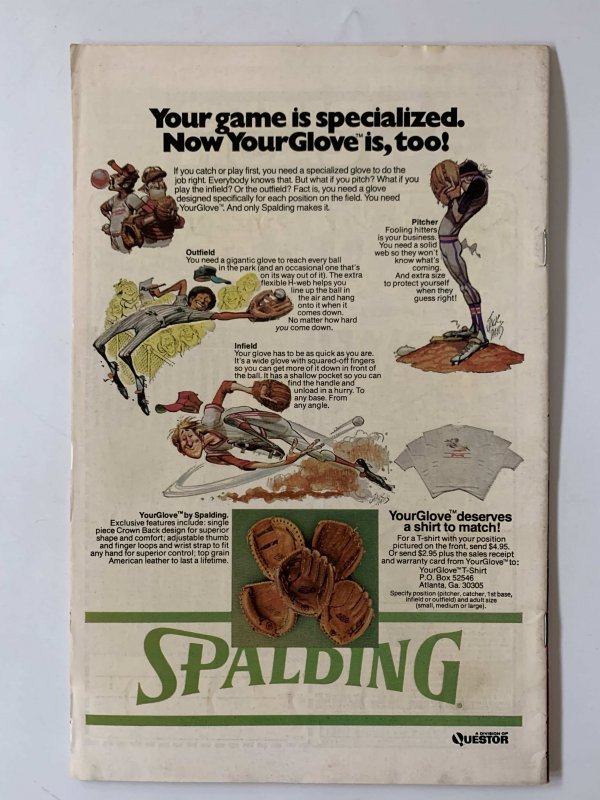 Your game is specialized.
Now YourGlove™ is, too!
If you catch or play first, you need a specialized glove to do the
job right. Everybody knows that. But what if you pitch? What if you
play the infield? Or the outfield? Fact is, you need a glove
designed specifically for each position on the field. You need
YourGlove™. And only Spalding makes it.
Pitcher
Fooling hitters
is your business.
You need a solid
web so they won't
know what's
coming.
And extra size
to protect yourself
when they
guess right!
Outfield
You need a gigantic glove to reach every ball
in the park (and an occasional one that's
on its way out of it). The extra
flexible H-web helps you
line up the ball in
the air and hang
onto it when it
comes down.
No matter how hard
you come down.
Infield
Your glove has to be as quick as you are.
It's a wide glove with squared-off fingers
so you can get more of it down in front of
the ball. It has a shallow pocket so you can
find the handle and
unload in a hurry. To
any base. From
any angle.
YourGlove™ by Spalding.
Exclusive features include: single
piece Crown Back design for superior
shape and comfort; adjustable thumb
and finger loops and wrist strap to fit
any hand for superior control; top grain
American leather to last a lifetime.
YourGlove™ deserves
a shirt to match!
For a T-shirt with your position
pictured on the front, send $4.95.
Or send $2.95 plus the sales receipt
and warranty card from YourGlove™ to:
YourGlove™ T-Shirt
P.O. Box 52546
Atlanta, Ga. 30305
Specify position (pitcher, catcher, 1st base,
infield or outfield) and adult size
(small, medium or large).
SPALDING®
A DIVISION OF
QUESTOR